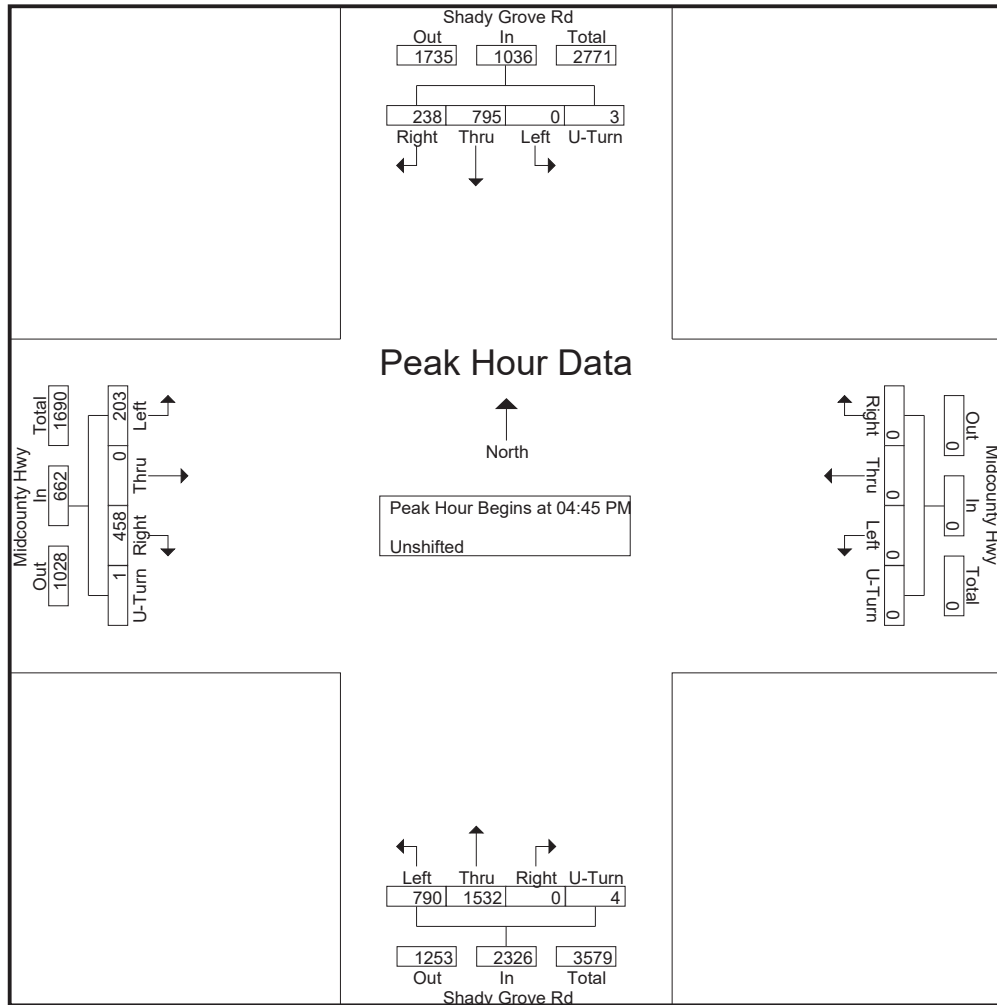 Shady Grove Rd
Out In Total
1735 1036 2771
238 795 0 3
Right Thru Left U-Turn
Peak Hour Data
North
Peak Hour Begins at 04:45 PM
Unshifted
Midcounty Hwy
Total In Out
1690 662 1028
203 0 458 1
Left Thru Right U-Turn
Midcounty Hwy
Out In Total
0 0 0
0 0 0 0
Right Thru Left U-Turn
Left Thru Right U-Turn
790 1532 0 4
1253 2326 3579
Out In Total
Shady Grove Rd